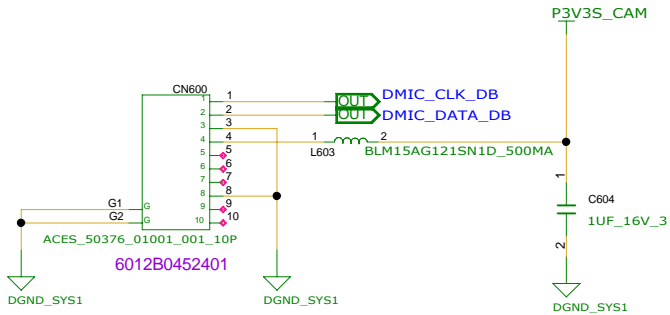 P3V3S_CAM
CN600
1 1 OUT DMIC_CLK_DB
2 2 OUT DMIC_DATA_DB
3 3
4 4 1 2
L603 BLM15AG121SN1D_500MA
5 5
6 6
7 7
8 8
9 9
10 10
G1 G
G2 G
1
C604
1UF_16V_3
2
ACES_50376_01001_001_10P
6012B0452401
DGND_SYS1
DGND_SYS1
DGND_SYS1